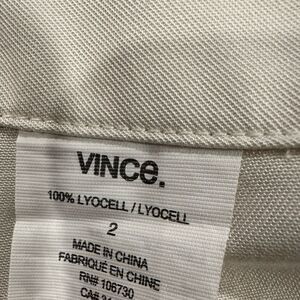 VINCe.
100% LYOCELL / LYOCELL
2
MADE IN CHINA
FABRIQUÉ EN CHINE
RN# 106730